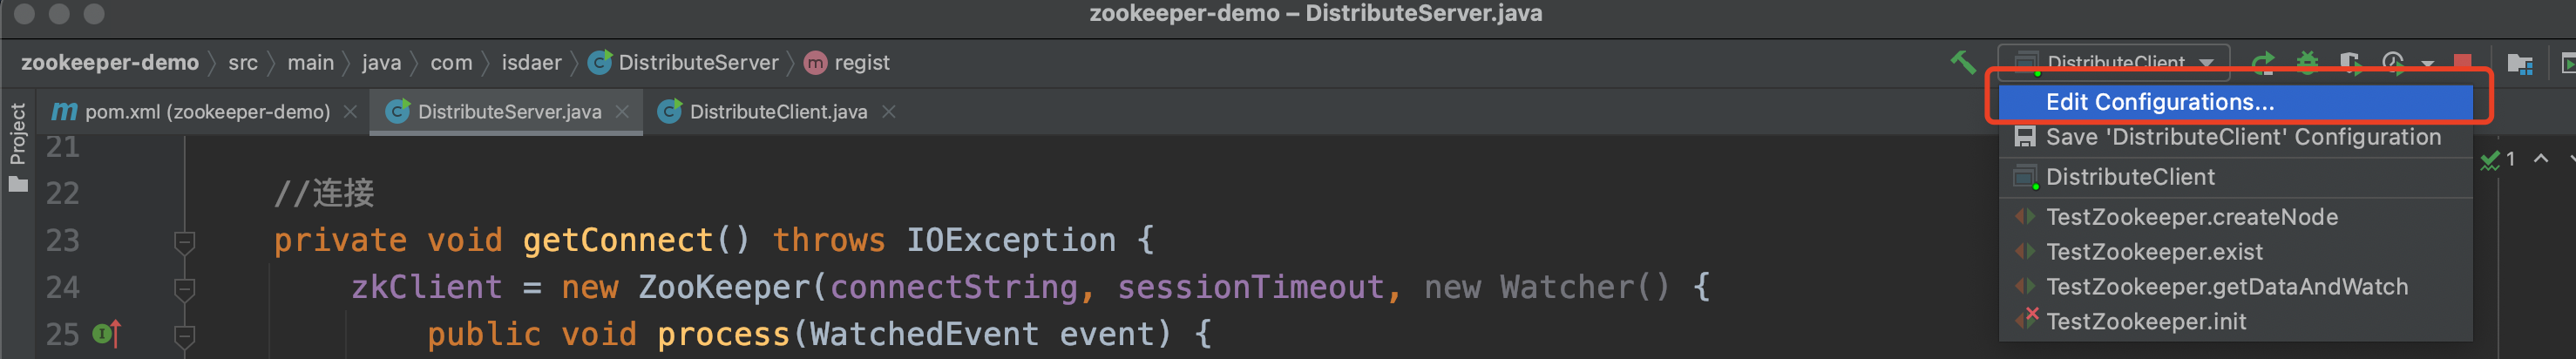 zookeeper-demo – DistributeServer.java
zookeeper-demo src main java com isdaer DistributeServer m regist
DistributeClient
Project
m pom.xml (zookeeper-demo) C DistributeServer.java C DistributeClient.java
Edit Configurations...
Save 'DistributeClient' Configuration
DistributeClient
TestZookeeper.createNode
TestZookeeper.exist
TestZookeeper.getDataAndWatch
TestZookeeper.init
1
21
22 //连接
23 private void getConnect() throws IOException {
24 zkClient = new ZooKeeper(connectString, sessionTimeout, new Watcher() {
25 public void process(WatchedEvent event) {